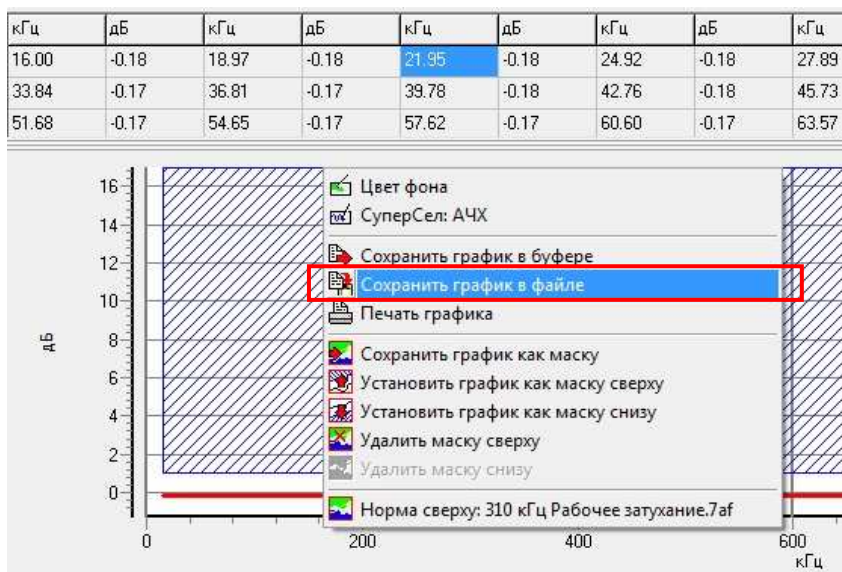 кГц дБ кГц дБ кГц дБ кГц дБ кГц
16.00 -0.18 18.97 -0.18 21.95 -0.18 24.92 -0.18 27.89
33.84 -0.17 36.81 -0.17 39.78 -0.18 42.76 -0.18 45.73
51.68 -0.17 54.65 -0.17 57.62 -0.17 60.60 -0.17 63.57
16
14
12
10
8
6
4
2
0
дБ
Цвет фона
СуперСел: АЧХ
Сохранить график в буфере
Сохранить график в файле
Печать графика
Сохранить график как маску
Установить график как маску сверху
Установить график как маску снизу
Удалить маску сверху
Удалить маску снизу
Норма сверху: 310 кГц Рабочее затухание.7af
0 200 400 600
кГц